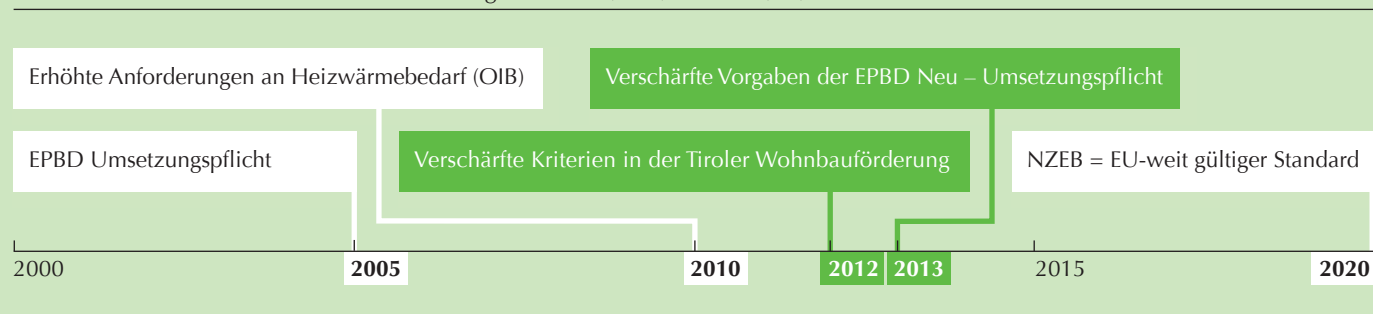 Erhöhte Anforderungen an Heizwärmebedarf (OIB)
Verschärfte Vorgaben der EPBD Neu – Umsetzungspflicht
EPBD Umsetzungspflicht
Verschärfte Kriterien in der Tiroler Wohnbauförderung
NZEB = EU-weit gültiger Standard
2000
2005
2010
2012
2013
2015
2020